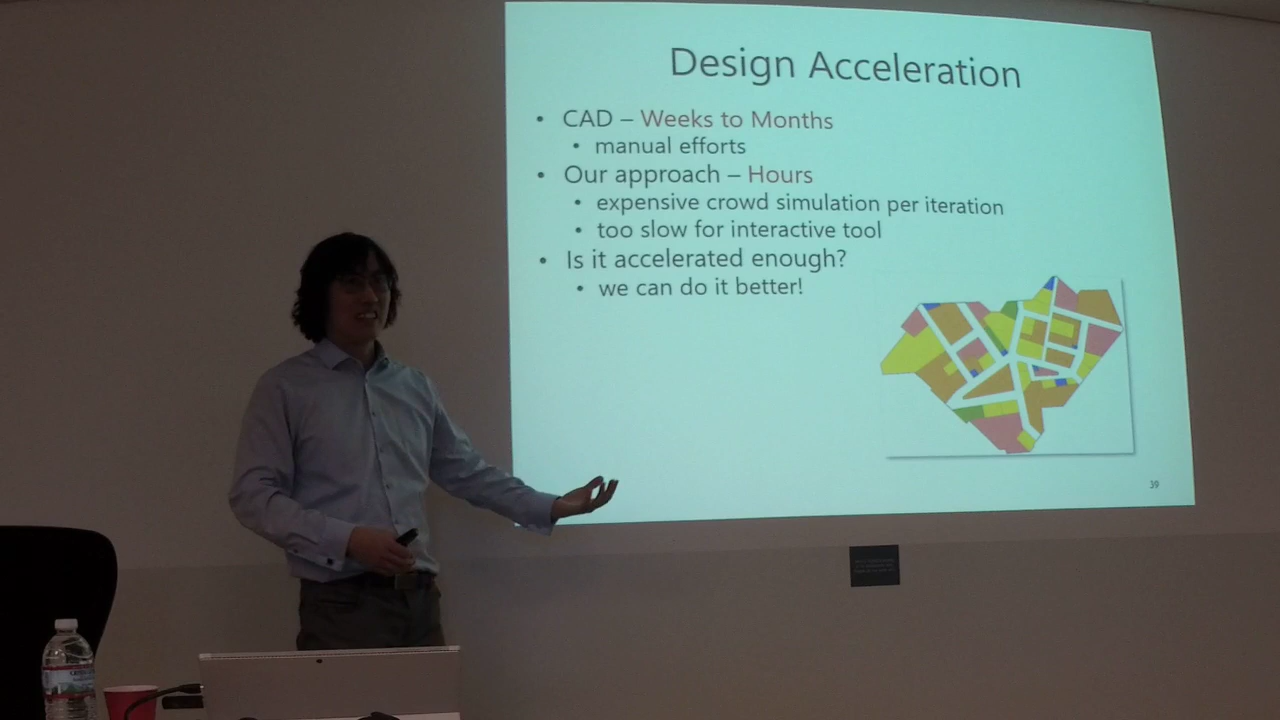 Design Acceleration
• CAD – Weeks to Months
• manual efforts
• Our approach – Hours
• expensive crowd simulation per iteration
• too slow for interactive tool
• Is it accelerated enough?
• we can do it better!
39